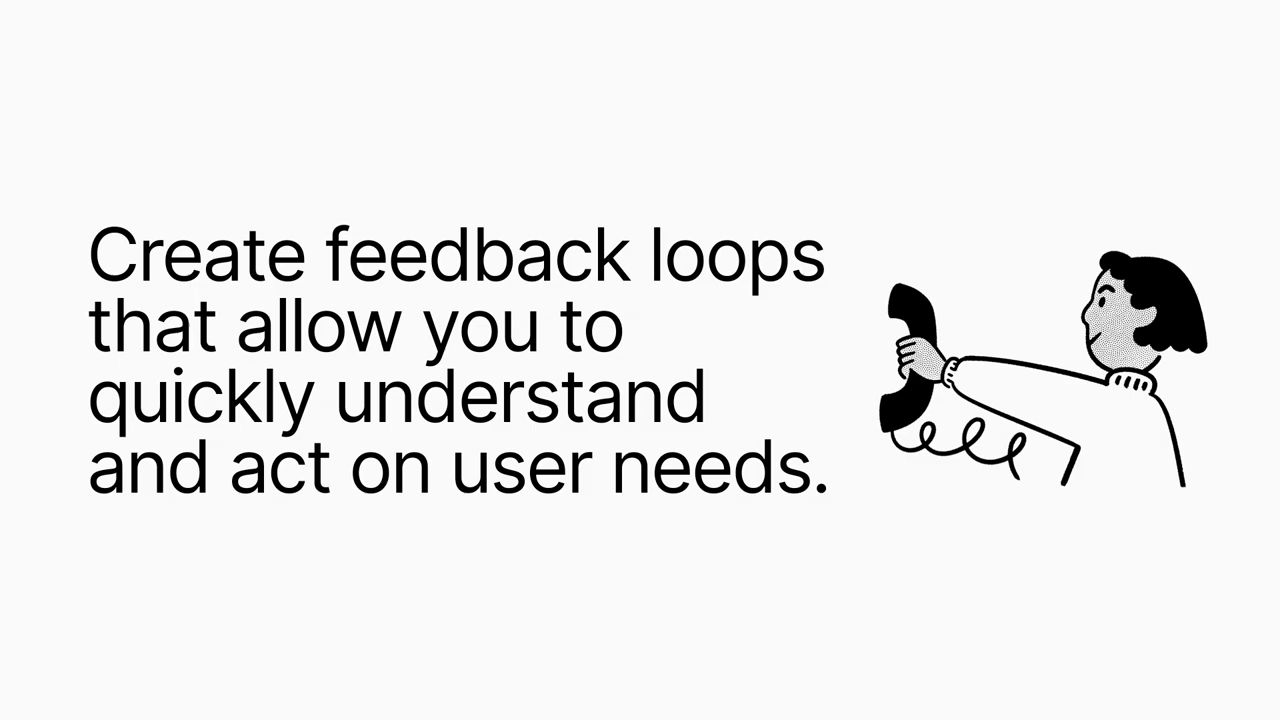 Create feedback loops
that allow you to
quickly understand
and act on user needs.